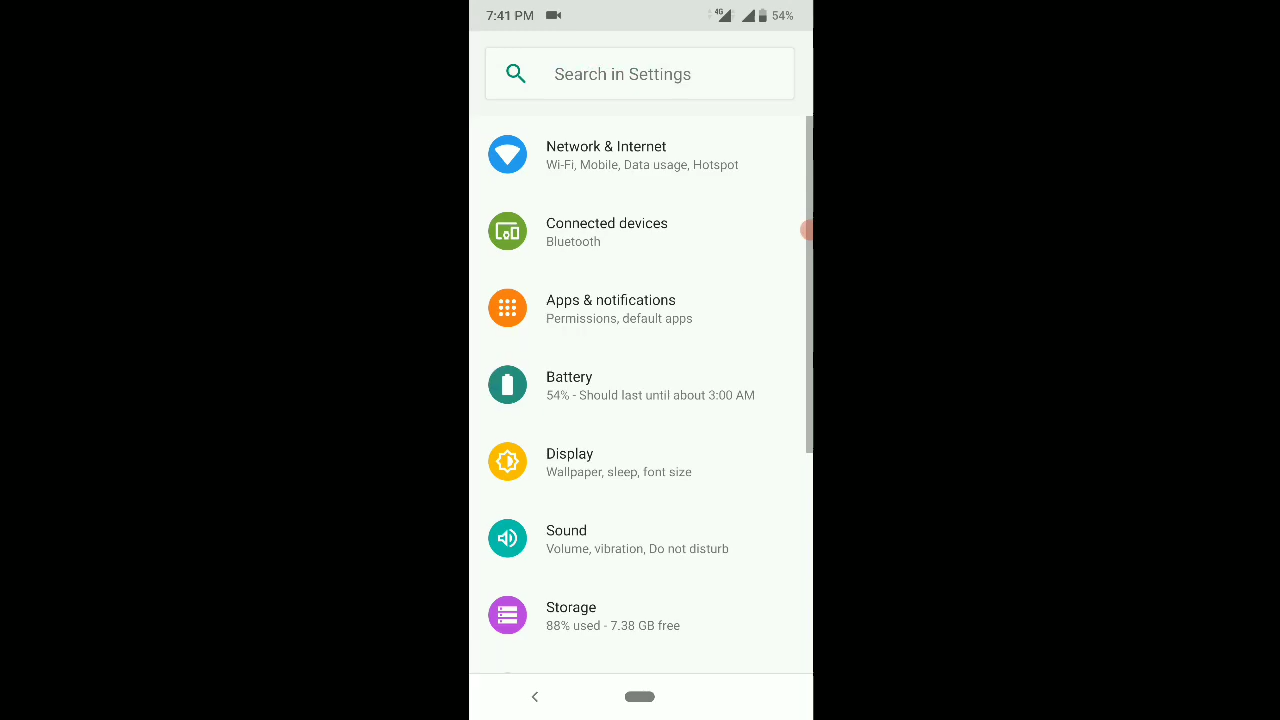 7:41 PM 4G 54%
Search in Settings
Network & Internet
Wi-Fi, Mobile, Data usage, Hotspot
Connected devices
Bluetooth
Apps & notifications
Permissions, default apps
Battery
54% - Should last until about 3:00 AM
Display
Wallpaper, sleep, font size
Sound
Volume, vibration, Do not disturb
Storage
88% used - 7.38 GB free